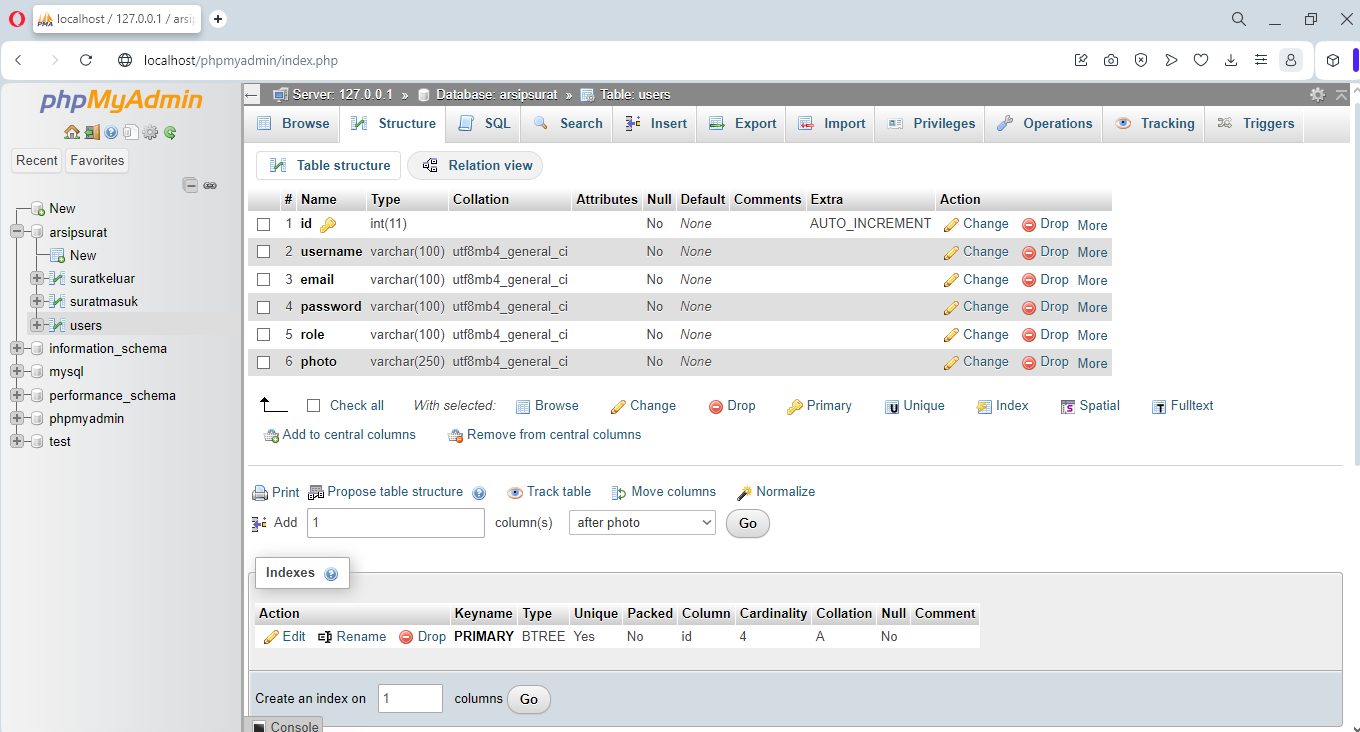 localhost / 127.0.0.1 / arsi
localhost/phpmyadmin/index.php
phpMyAdmin
Recent Favorites
New
arsipsurat
New
suratkeluar
suratmasuk
users
information_schema
mysql
performance_schema
phpmyadmin
test
Server: 127.0.0.1 » Database: arsipsurat » Table: users
Browse Structure SQL Search Insert Export Import Privileges Operations Tracking Triggers
Table structure Relation view
# Name Type Collation Attributes Null Default Comments Extra Action
1 id int(11) No None AUTO_INCREMENT Change Drop More
2 username varchar(100) utf8mb4_general_ci No None Change Drop More
3 email varchar(100) utf8mb4_general_ci No None Change Drop More
4 password varchar(100) utf8mb4_general_ci No None Change Drop More
5 role varchar(100) utf8mb4_general_ci No None Change Drop More
6 photo varchar(250) utf8mb4_general_ci No None Change Drop More
Check all With selected: Browse Change Drop Primary Unique Index Spatial Fulltext
Add to central columns Remove from central columns
Print Propose table structure Track table Move columns Normalize
Add 1 column(s) after photo Go
Indexes
Action Keyname Type Unique Packed Column Cardinality Collation Null Comment
Edit Rename Drop PRIMARY BTREE Yes No id 4 A No
Create an index on 1 columns Go
Console